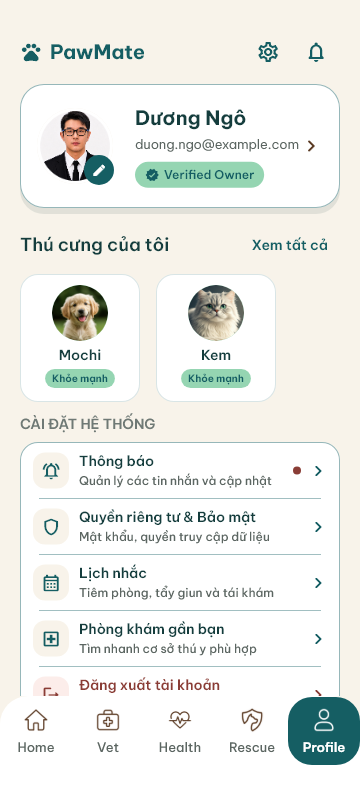 PawMate
Dương Ngô
duong.ngo@example.com
Verified Owner
Thú cưng của tôi
Xem tất cả
Mochi
Kem
Khỏe mạnh
Khỏe mạnh
CÀI ĐẶT HỆ THỐNG
Thông báo
Quản lý các tin nhắn và cập nhật
Quyền riêng tư & Bảo mật
Mật khẩu, quyền truy cập dữ liệu
Lịch nhắc
Tiêm phòng, tẩy giun và tái khám
Phòng khám gần bạn
Tìm nhanh cơ sở thú y phù hợp
Đăng xuất tài khoản
Home
Vet
Health
Rescue
Profile